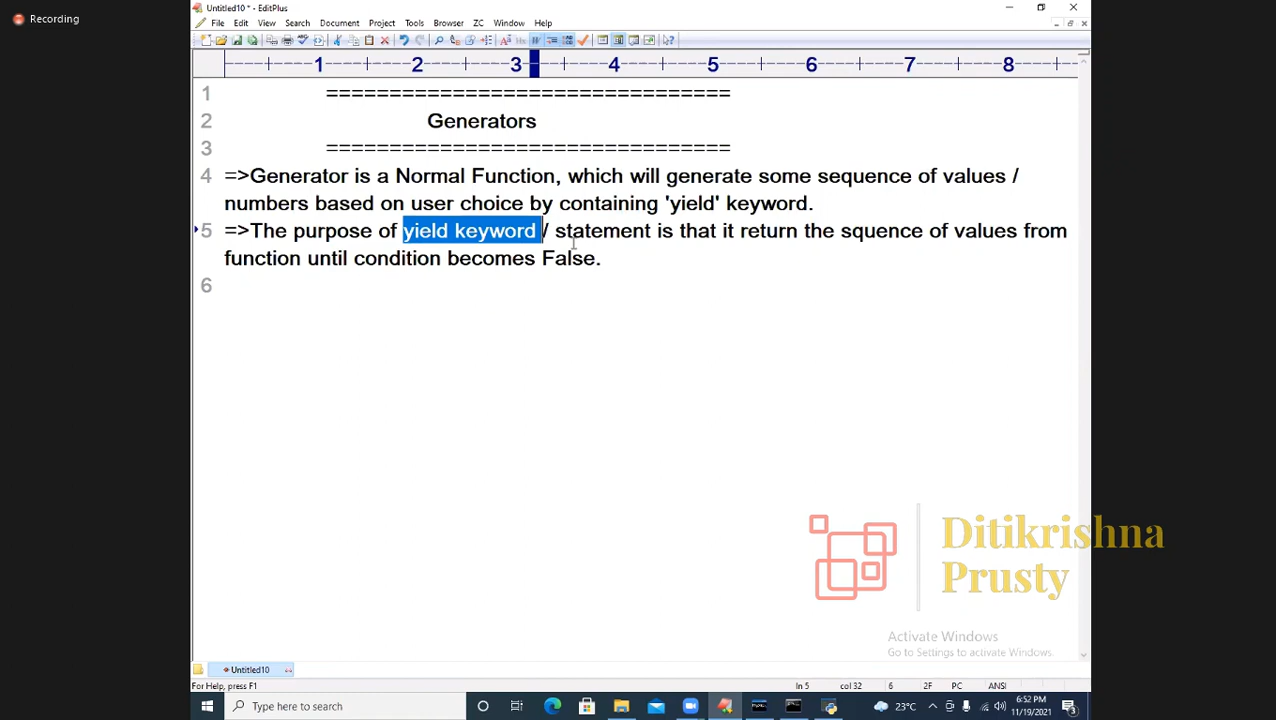 Recording
Untitled10 * - EditPlus
File Edit View Search Document Project Tools Browser ZC Window Help
1 2 3 4 5 6 7 8
1 ================================
2 Generators
3 ================================
4 =>Generator is a Normal Function, which will generate some sequence of values /
numbers based on user choice by containing 'yield' keyword.
5 =>The purpose of yield keyword / statement is that it return the squence of values from
function until condition becomes False.
6
Ditikrishna
Prusty
Activate Windows
Go to Settings to activate Windows.
Untitled10
For Help, press F1 ln 5 col 32 6 2F PC ANSI
Type here to search 23°C 6:52 PM
11/19/2021 3